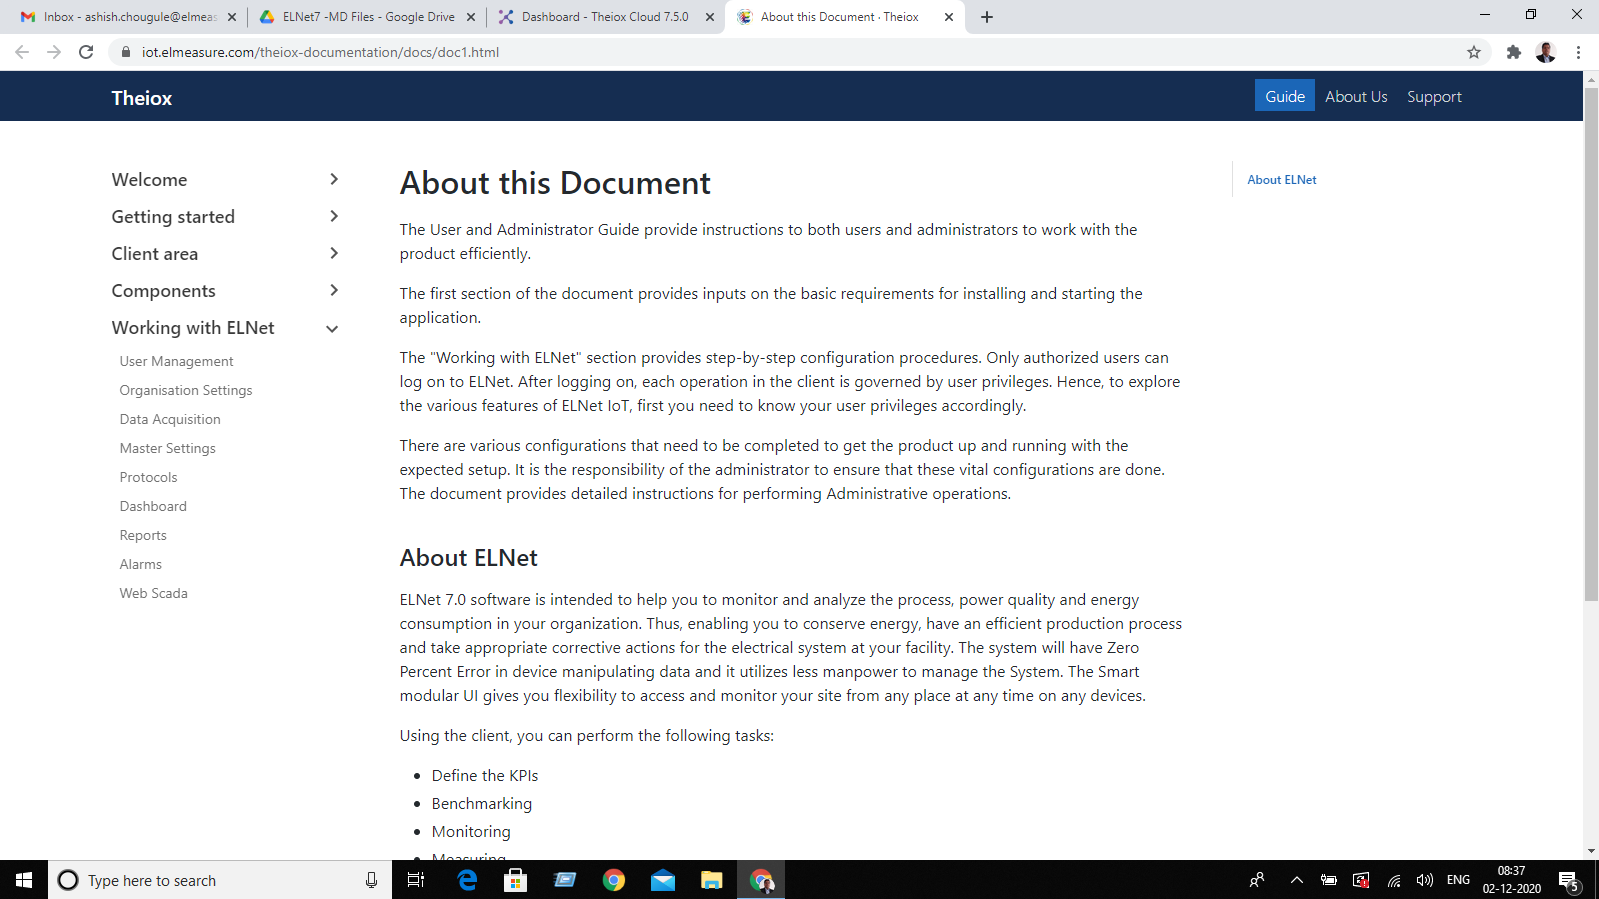 Inbox - ashish.chougule@elmeas
ELNet7 -MD Files - Google Drive
Dashboard - Theiox Cloud 7.5.0
About this Document · Theiox
iot.elmeasure.com/theiox-documentation/docs/doc1.html
Theiox
Guide
About Us
Support
Welcome
Getting started
Client area
Components
Working with ELNet
User Management
Organisation Settings
Data Acquisition
Master Settings
Protocols
Dashboard
Reports
Alarms
Web Scada
About this Document
The User and Administrator Guide provide instructions to both users and administrators to work with the
product efficiently.
The first section of the document provides inputs on the basic requirements for installing and starting the
application.
The "Working with ELNet" section provides step-by-step configuration procedures. Only authorized users can
log on to ELNet. After logging on, each operation in the client is governed by user privileges. Hence, to explore
the various features of ELNet IoT, first you need to know your user privileges accordingly.
There are various configurations that need to be completed to get the product up and running with the
expected setup. It is the responsibility of the administrator to ensure that these vital configurations are done.
The document provides detailed instructions for performing Administrative operations.
About ELNet
ELNet 7.0 software is intended to help you to monitor and analyze the process, power quality and energy
consumption in your organization. Thus, enabling you to conserve energy, have an efficient production process
and take appropriate corrective actions for the electrical system at your facility. The system will have Zero
Percent Error in device manipulating data and it utilizes less manpower to manage the System. The Smart
modular UI gives you flexibility to access and monitor your site from any place at any time on any devices.
Using the client, you can perform the following tasks:
• Define the KPIs
• Benchmarking
• Monitoring
• Measuring
About ELNet
Type here to search
ENG
08:37
02-12-2020
5